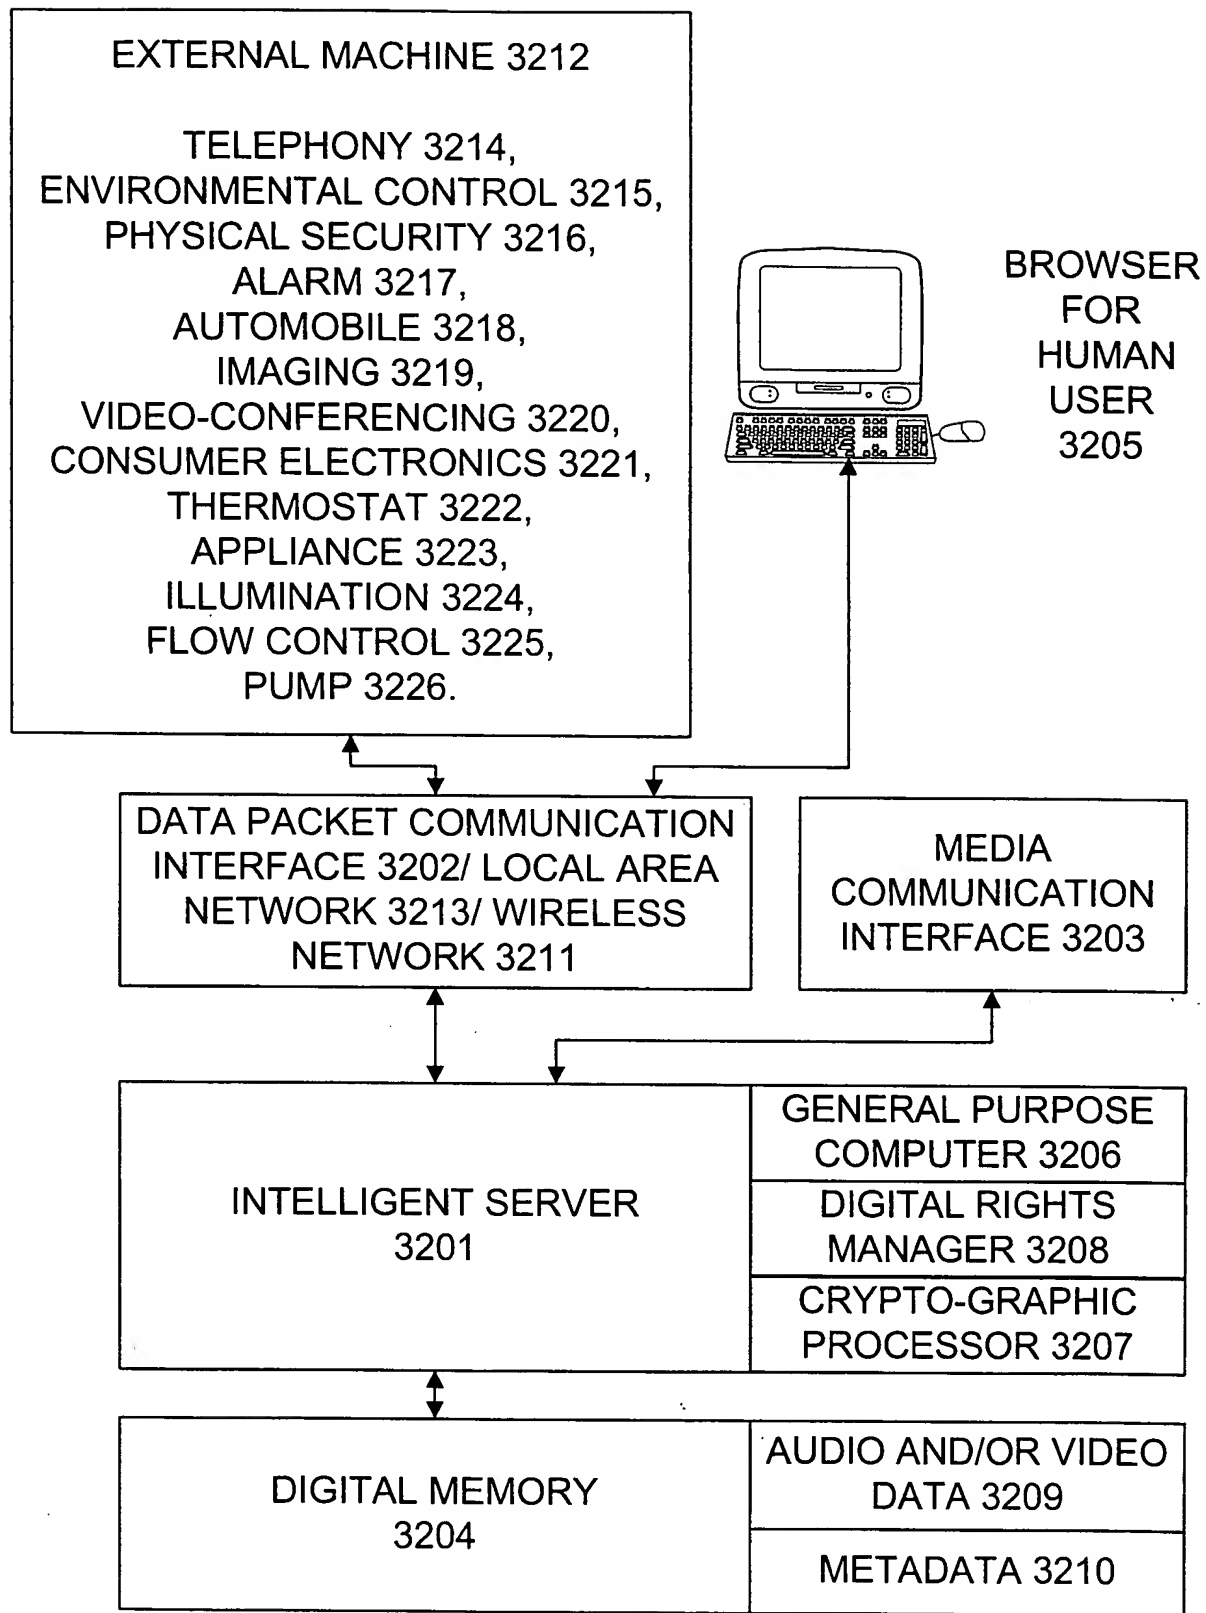 EXTERNAL MACHINE 3212
TELEPHONY 3214,
ENVIRONMENTAL CONTROL 3215,
PHYSICAL SECURITY 3216,
ALARM 3217,
AUTOMOBILE 3218,
IMAGING 3219,
VIDEO-CONFERENCING 3220,
CONSUMER ELECTRONICS 3221,
THERMOSTAT 3222,
APPLIANCE 3223,
ILLUMINATION 3224,
FLOW CONTROL 3225,
PUMP 3226.
BROWSER
FOR
HUMAN
USER
3205
DATA PACKET COMMUNICATION
INTERFACE 3202/ LOCAL AREA
NETWORK 3213/ WIRELESS
NETWORK 3211
MEDIA
COMMUNICATION
INTERFACE 3203
INTELLIGENT SERVER
3201
GENERAL PURPOSE
COMPUTER 3206
DIGITAL RIGHTS
MANAGER 3208
CRYPTO-GRAPHIC
PROCESSOR 3207
DIGITAL MEMORY
3204
AUDIO AND/OR VIDEO
DATA 3209
METADATA 3210